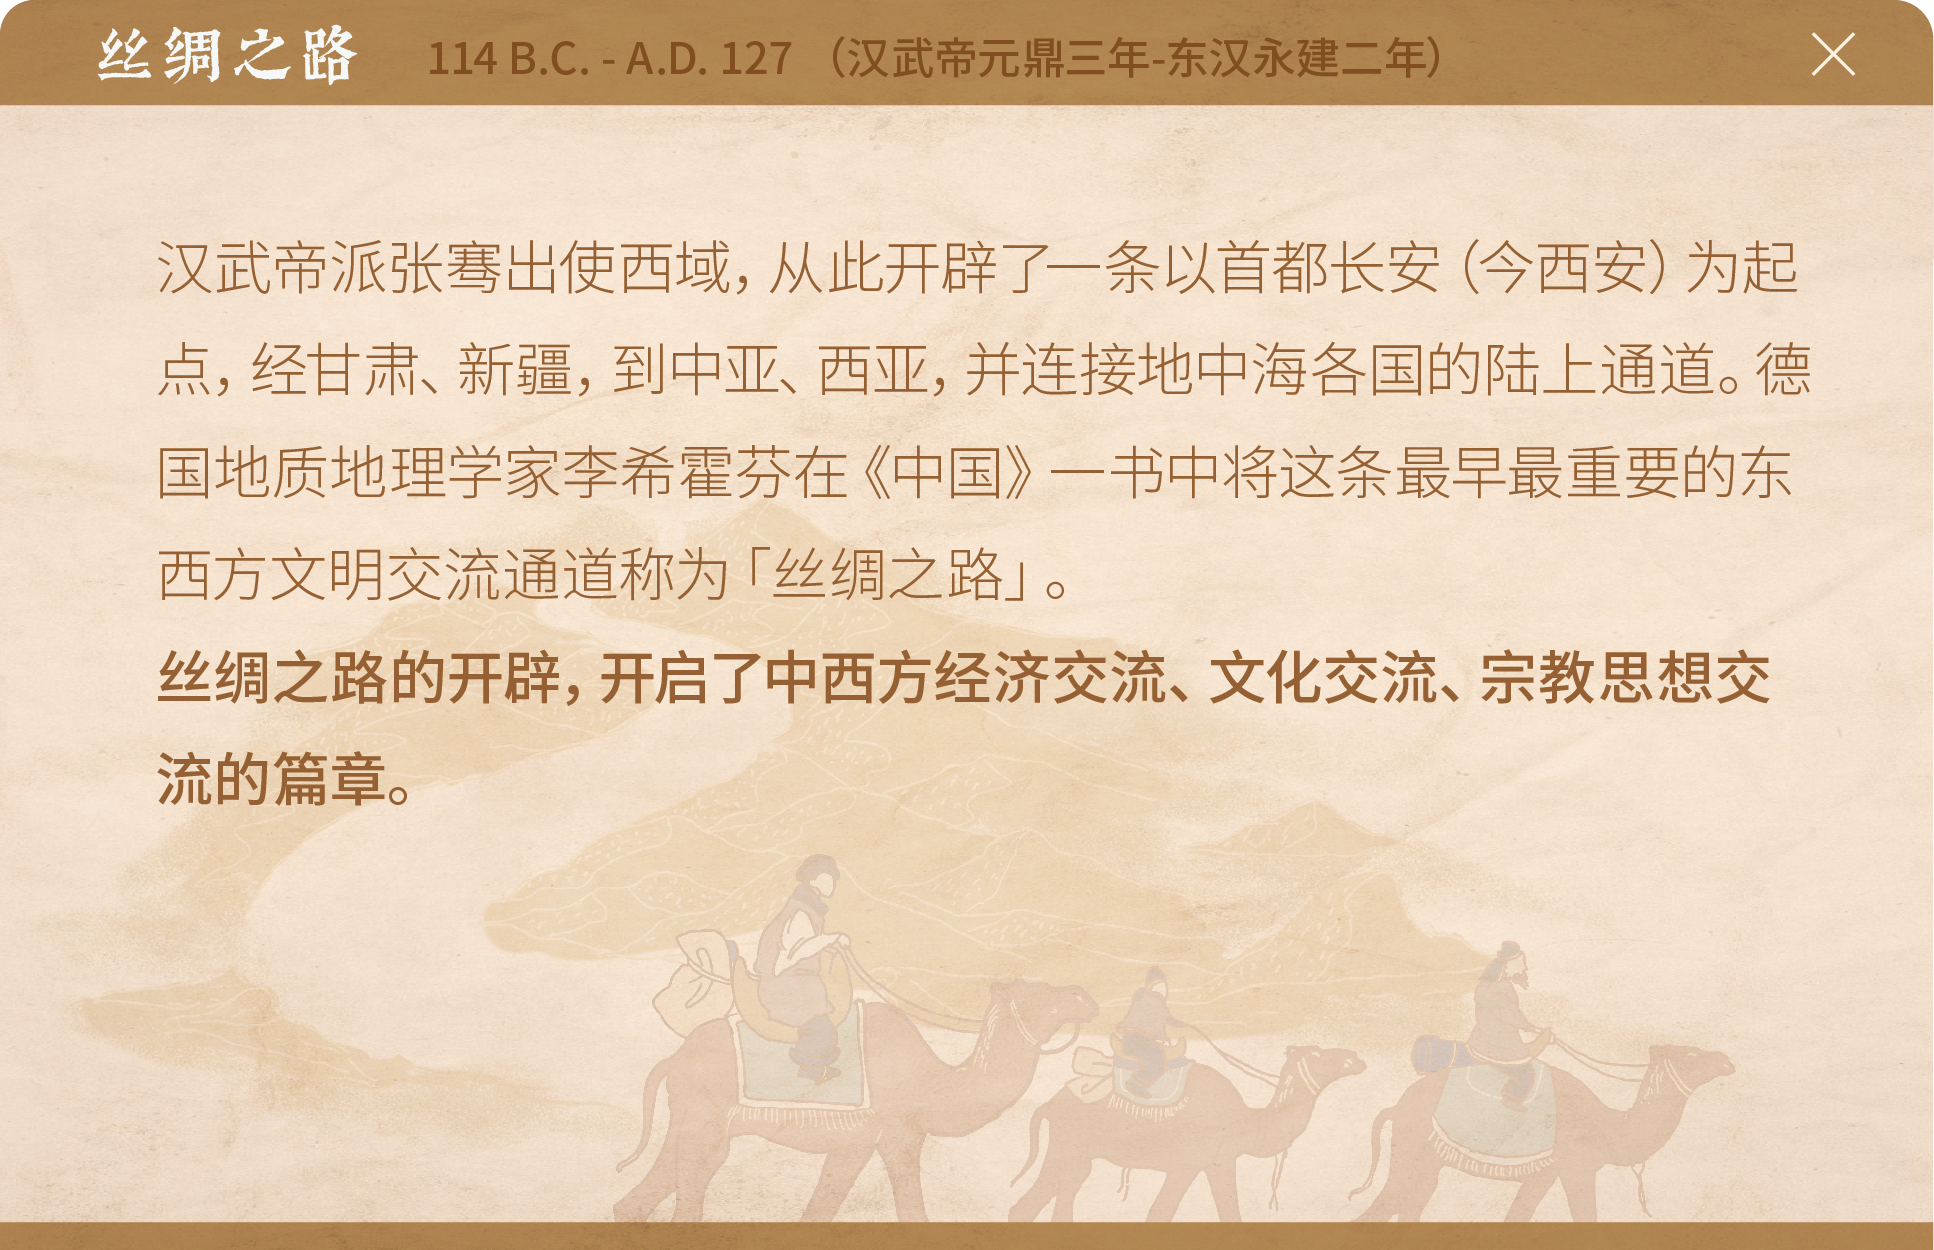 丝绸之路 114 B.C. - A.D. 127 （汉武帝元鼎三年-东汉永建二年）
汉武帝派张骞出使西域，从此开辟了一条以首都长安（今西安）为起
点，经甘肃、新疆，到中亚、西亚，并连接地中海各国的陆上通道。德
国地质地理学家李希霍芬在《中国》一书中将这条最早最重要的东
西方文明交流通道称为「丝绸之路」。
丝绸之路的开辟，开启了中西方经济交流、文化交流、宗教思想交
流的篇章。